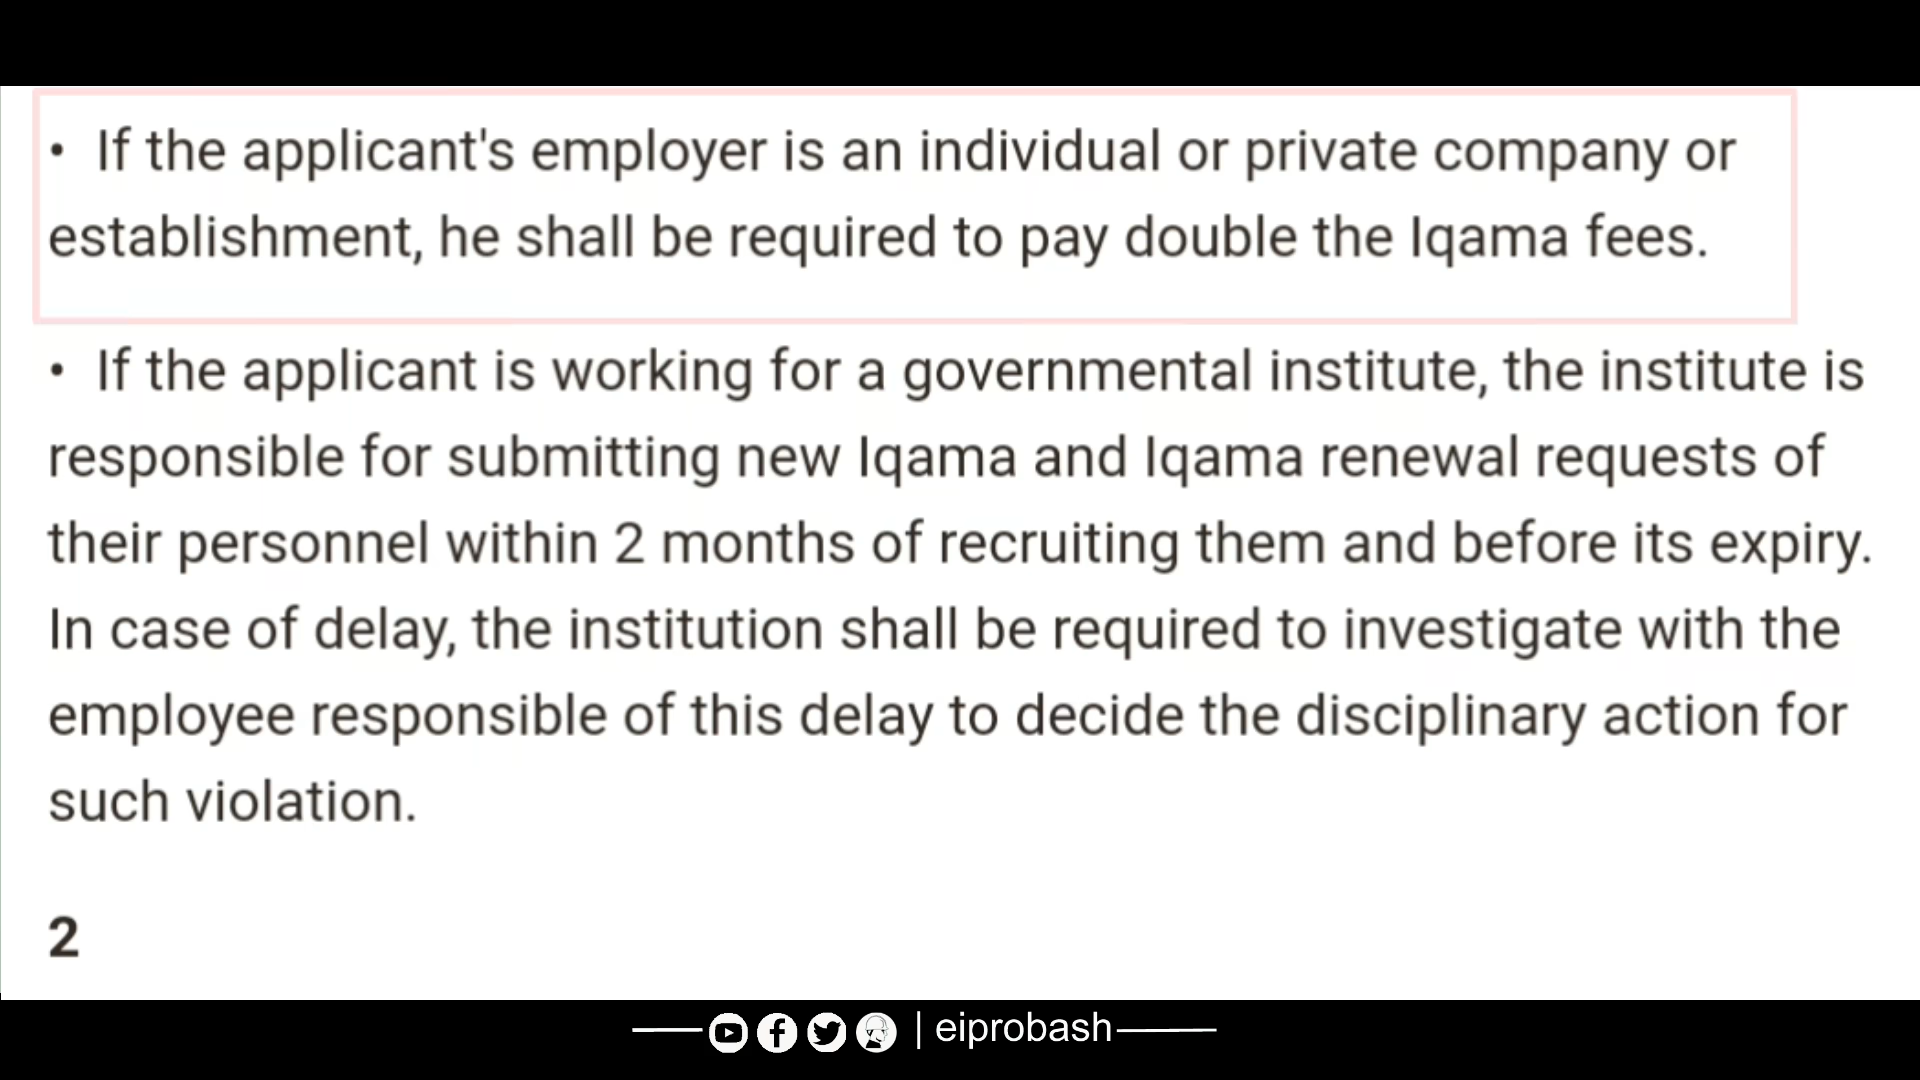 • If the applicant's employer is an individual or private company or
establishment, he shall be required to pay double the Iqama fees.
• If the applicant is working for a governmental institute, the institute is
responsible for submitting new Iqama and Iqama renewal requests of
their personnel within 2 months of recruiting them and before its expiry.
In case of delay, the institution shall be required to investigate with the
employee responsible of this delay to decide the disciplinary action for
such violation.
2
| eiprobash